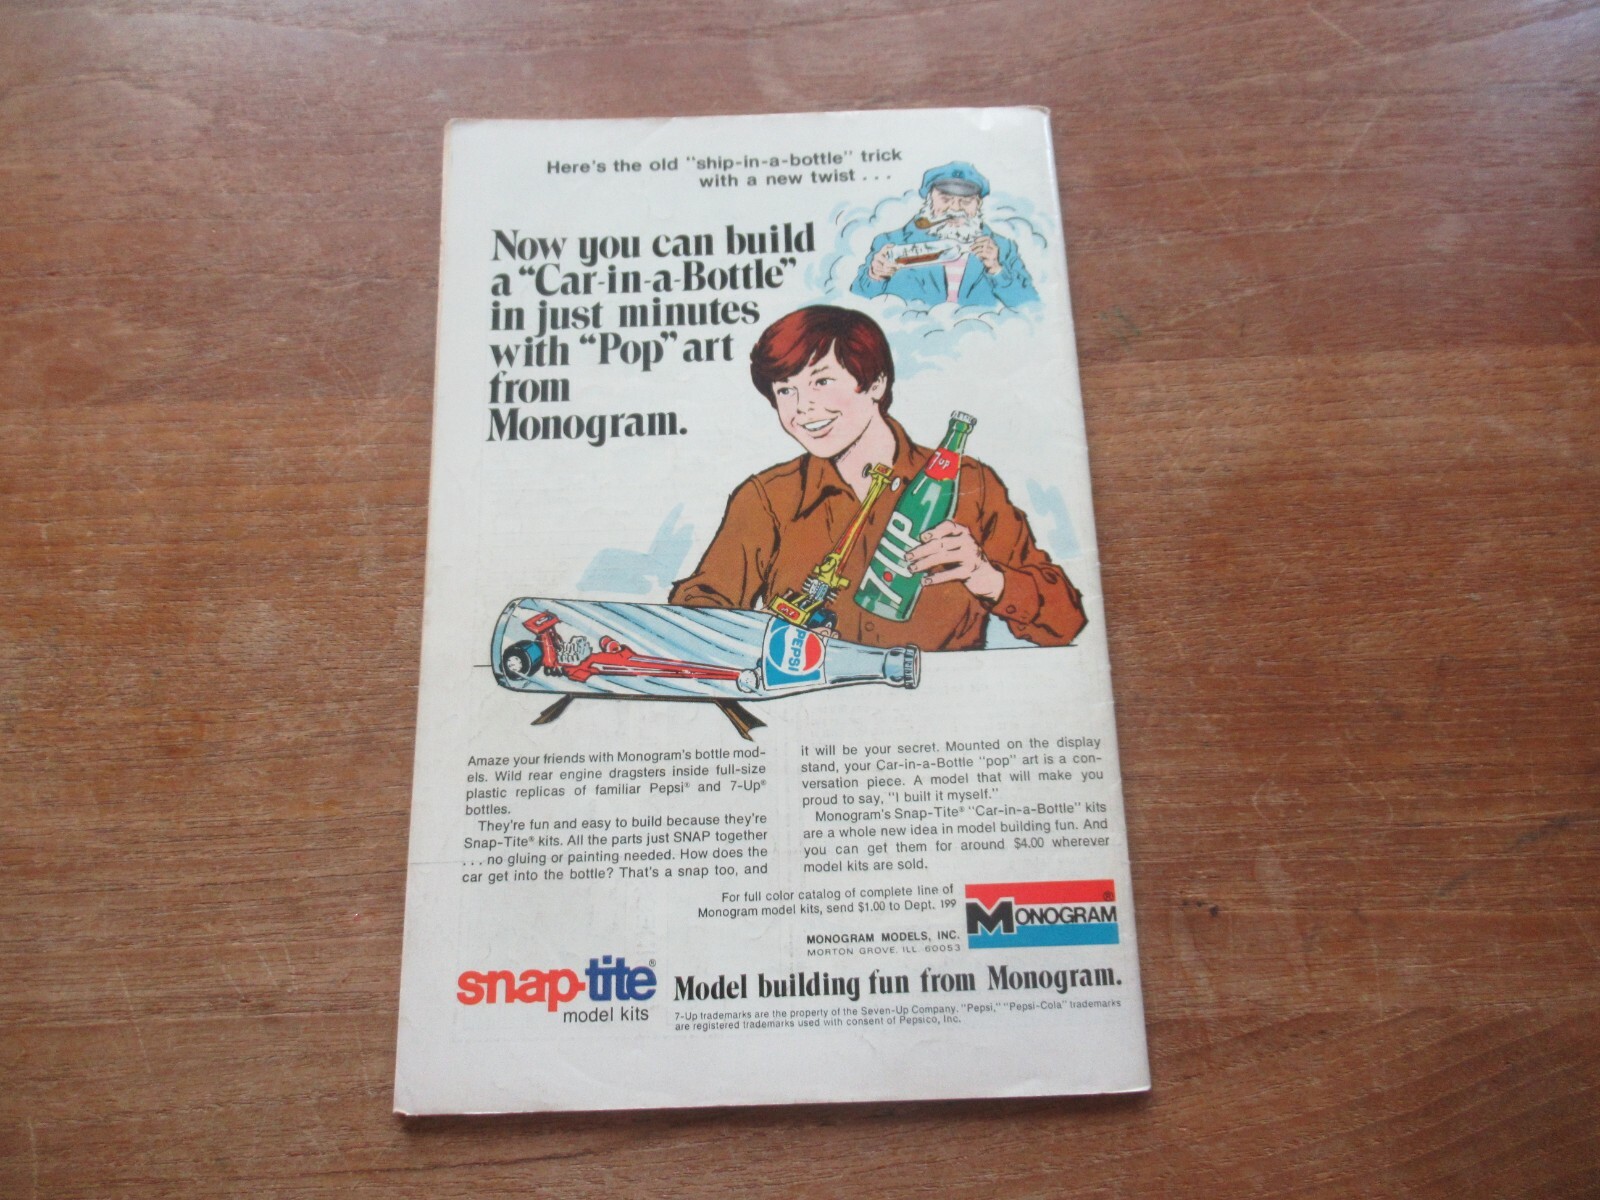 Here's the old "ship-in-a-bottle" trick
with a new twist . . .
Now you can build
a “Car-in-a-Bottle”
in just minutes
with “Pop” art
from
Monogram.
7up
7·UP
PEPSI
Amaze your friends with Monogram's bottle mod-
els. Wild rear engine dragsters inside full-size
plastic replicas of familiar Pepsi® and 7-Up®
bottles.
They're fun and easy to build because they're
Snap-Tite® kits. All the parts just SNAP together
. . . no gluing or painting needed. How does the
car get into the bottle? That's a snap too, and
it will be your secret. Mounted on the display
stand, your Car-in-a-Bottle "pop" art is a con-
versation piece. A model that will make you
proud to say, "I built it myself."
Monogram's Snap-Tite® "Car-in-a-Bottle" kits
are a whole new idea in model building fun. And
you can get them for around $4.00 wherever
model kits are sold.
For full color catalog of complete line of
Monogram model kits, send $1.00 to Dept. 199
MONOGRAM MODELS, INC.
MORTON GROVE, ILL. 60053
MONOGRAM®
snap-tite®
model kits
Model building fun from Monogram.
7-Up trademarks are the property of the Seven-Up Company. "Pepsi," "Pepsi-Cola" trademarks
are registered trademarks used with consent of Pepsico, Inc.